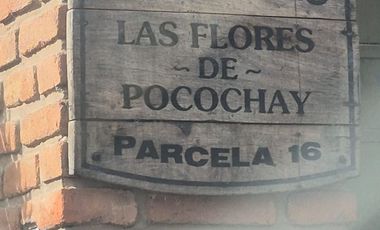 LAS FLORES
~ DE ~
POCOCHAY
PARCELA 16